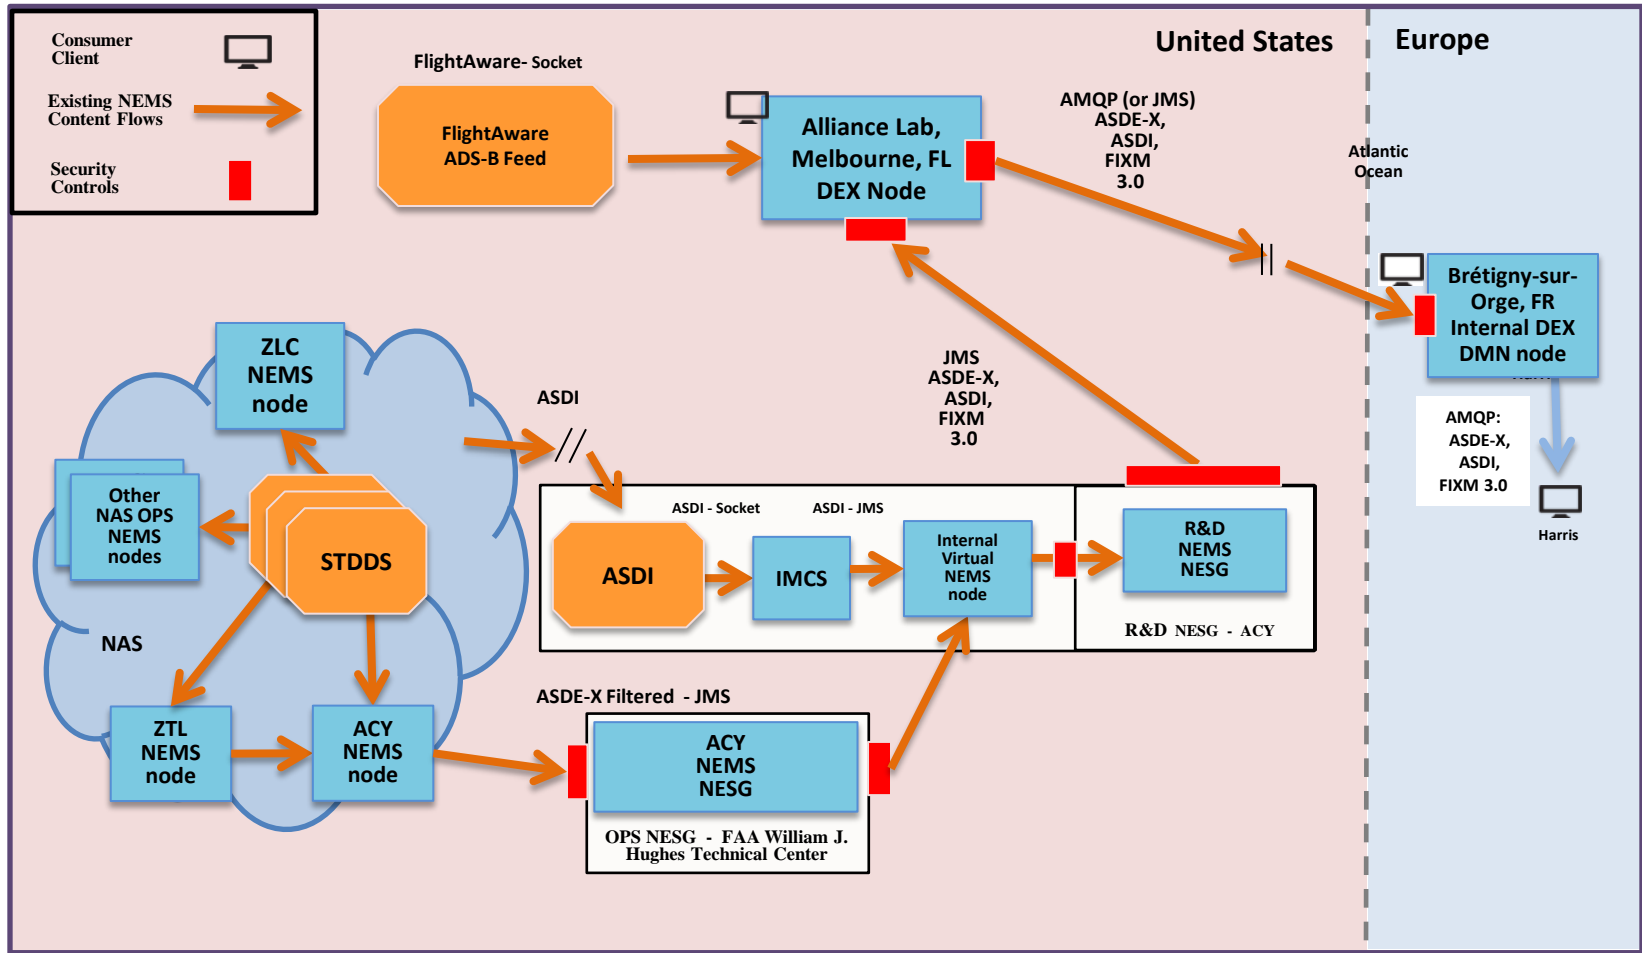 Consumer
Client
Existing NEMS
Content Flows
Security
Controls
FlightAware- Socket
FlightAware
ADS-B Feed
Alliance Lab,
Melbourne, FL
DEX Node
United States
Europe
AMQP (or JMS)
ASDE-X,
ASDI,
FIXM
3.0
Atlantic
Ocean
Brétigny-sur-
Orge, FR
Internal DEX
DMN node
AMQP:
ASDE-X,
ASDI,
FIXM 3.0
Harris
JMS
ASDE-X,
ASDI,
FIXM
3.0
ZLC
NEMS
node
ASDI
Other
NAS OPS
NEMS
nodes
STDDS
NAS
ZTL
NEMS
node
ACY
NEMS
node
ASDI - Socket
ASDI - JMS
ASDI
IMCS
Internal
Virtual
NEMS
node
R&D
NEMS
NESG
R&D NESG - ACY
ASDE-X Filtered - JMS
ACY
NEMS
NESG
OPS NESG - FAA William J.
Hughes Technical Center